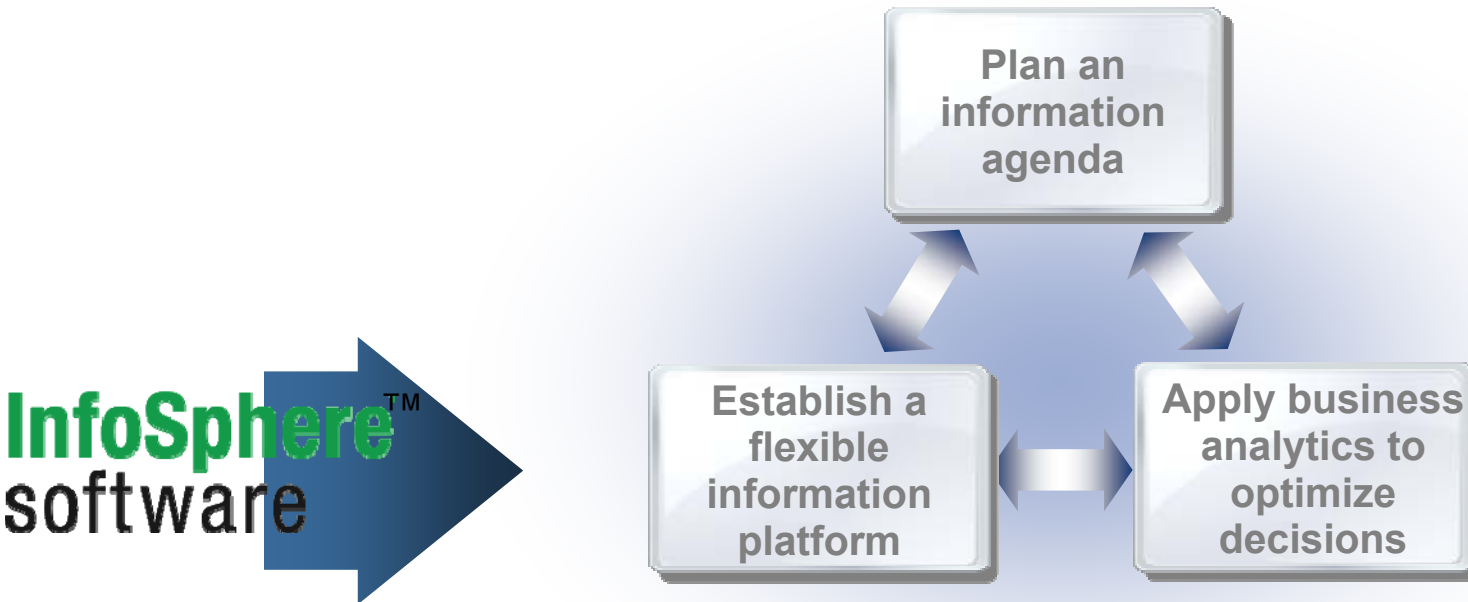 Plan an
information
agenda
InfoSphere™
software
Establish a
flexible
information
platform
Apply business
analytics to
optimize
decisions